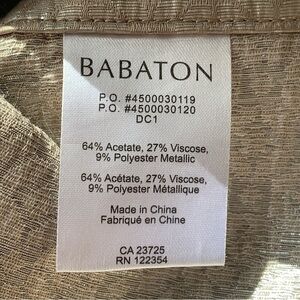 BABATON
P.O. #4500030119
P.O. #4500030120
DC1
64% Acetate, 27% Viscose,
9% Polyester Metallic
64% Acétate, 27% Viscose,
9% Polyester Métallique
Made in China
Fabriqué en Chine
CA 23725
RN 122354